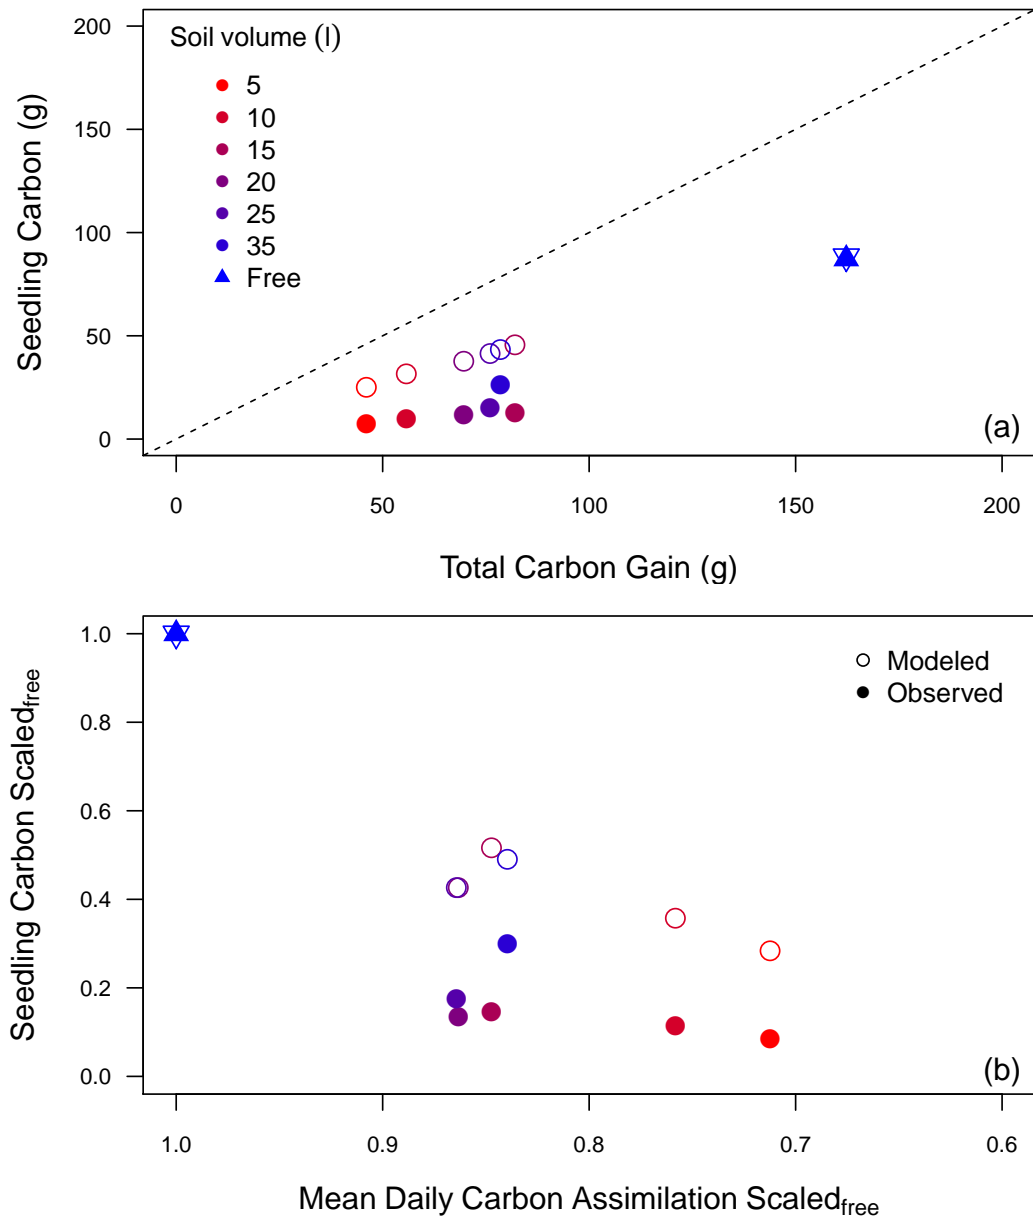 Soil volume (l)
5
10
15
20
25
35
Free
200
150
100
50
0
Seedling Carbon (g)
(a)
0 50 100 150 200
Total Carbon Gain (g)
Modeled
Observed
1.0
0.8
0.6
0.4
0.2
0.0
Seedling Carbon Scaled_free
(b)
1.0 0.9 0.8 0.7 0.6
Mean Daily Carbon Assimilation Scaled_free